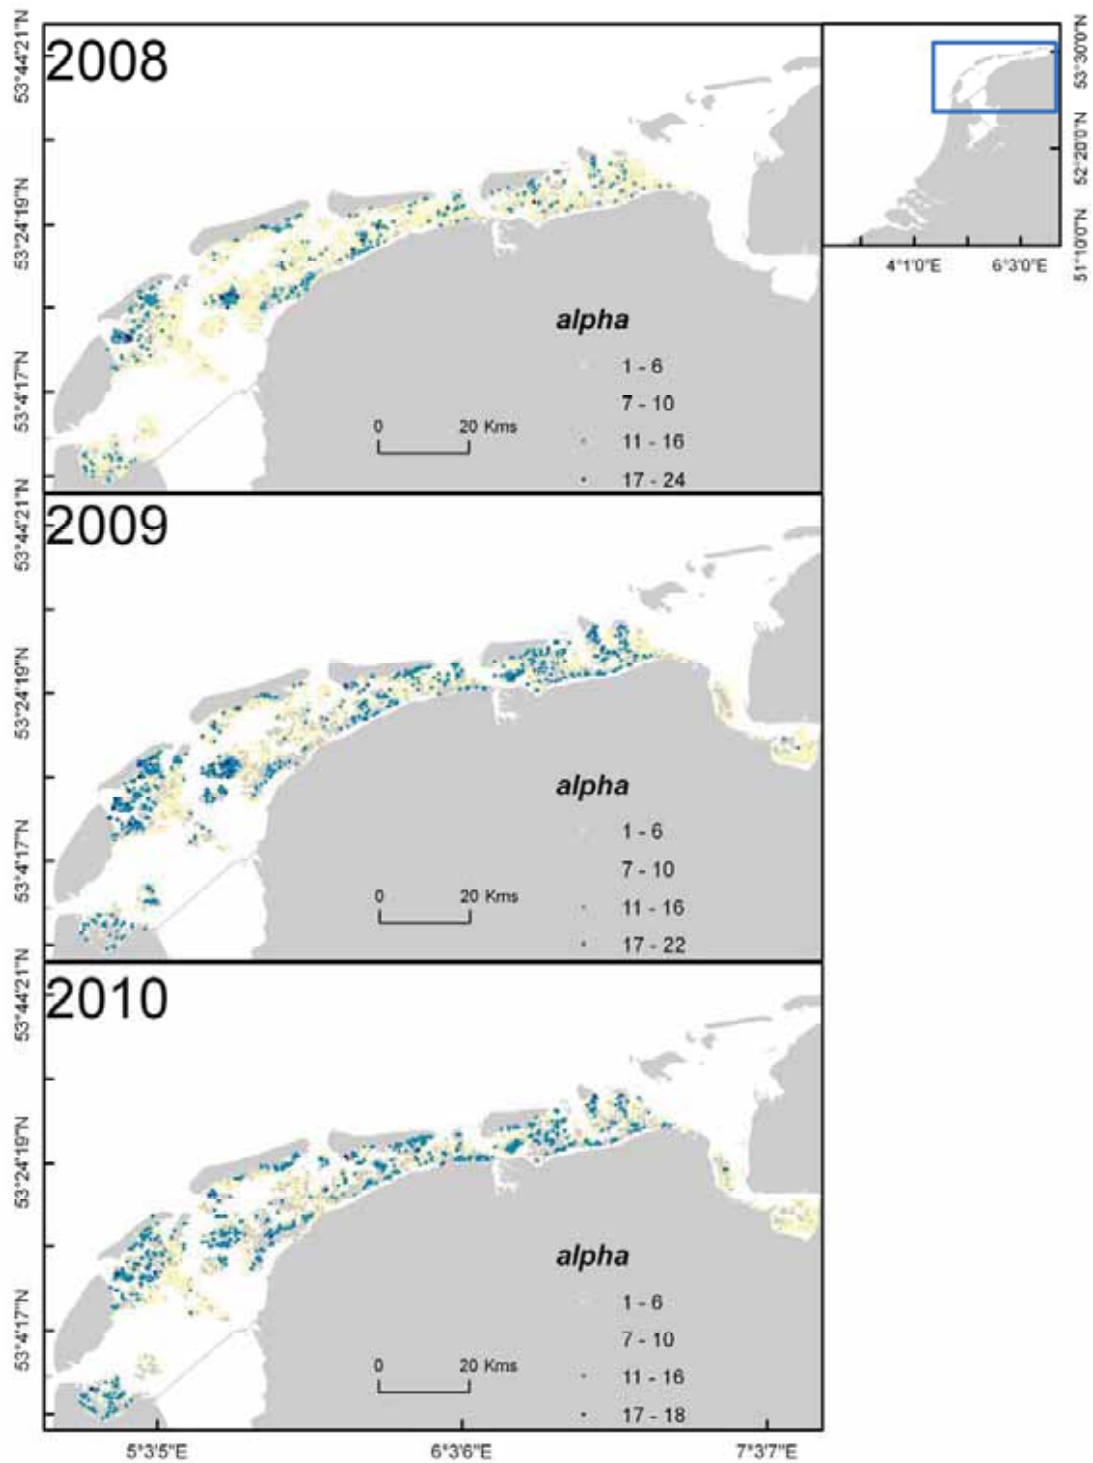 2008
53°44'21"N
53°24'19"N
53°4'17"N
alpha
1 - 6
7 - 10
11 - 16
17 - 24
0 20 Kms
53°30'0"N
52°20'0"N
51°10'0"N
4°1'0"E 6°3'0"E
2009
53°44'21"N
53°24'19"N
53°4'17"N
alpha
1 - 6
7 - 10
11 - 16
17 - 22
0 20 Kms
2010
53°44'21"N
53°24'19"N
53°4'17"N
alpha
1 - 6
7 - 10
11 - 16
17 - 18
0 20 Kms
5°3'5"E 6°3'6"E 7°3'7"E